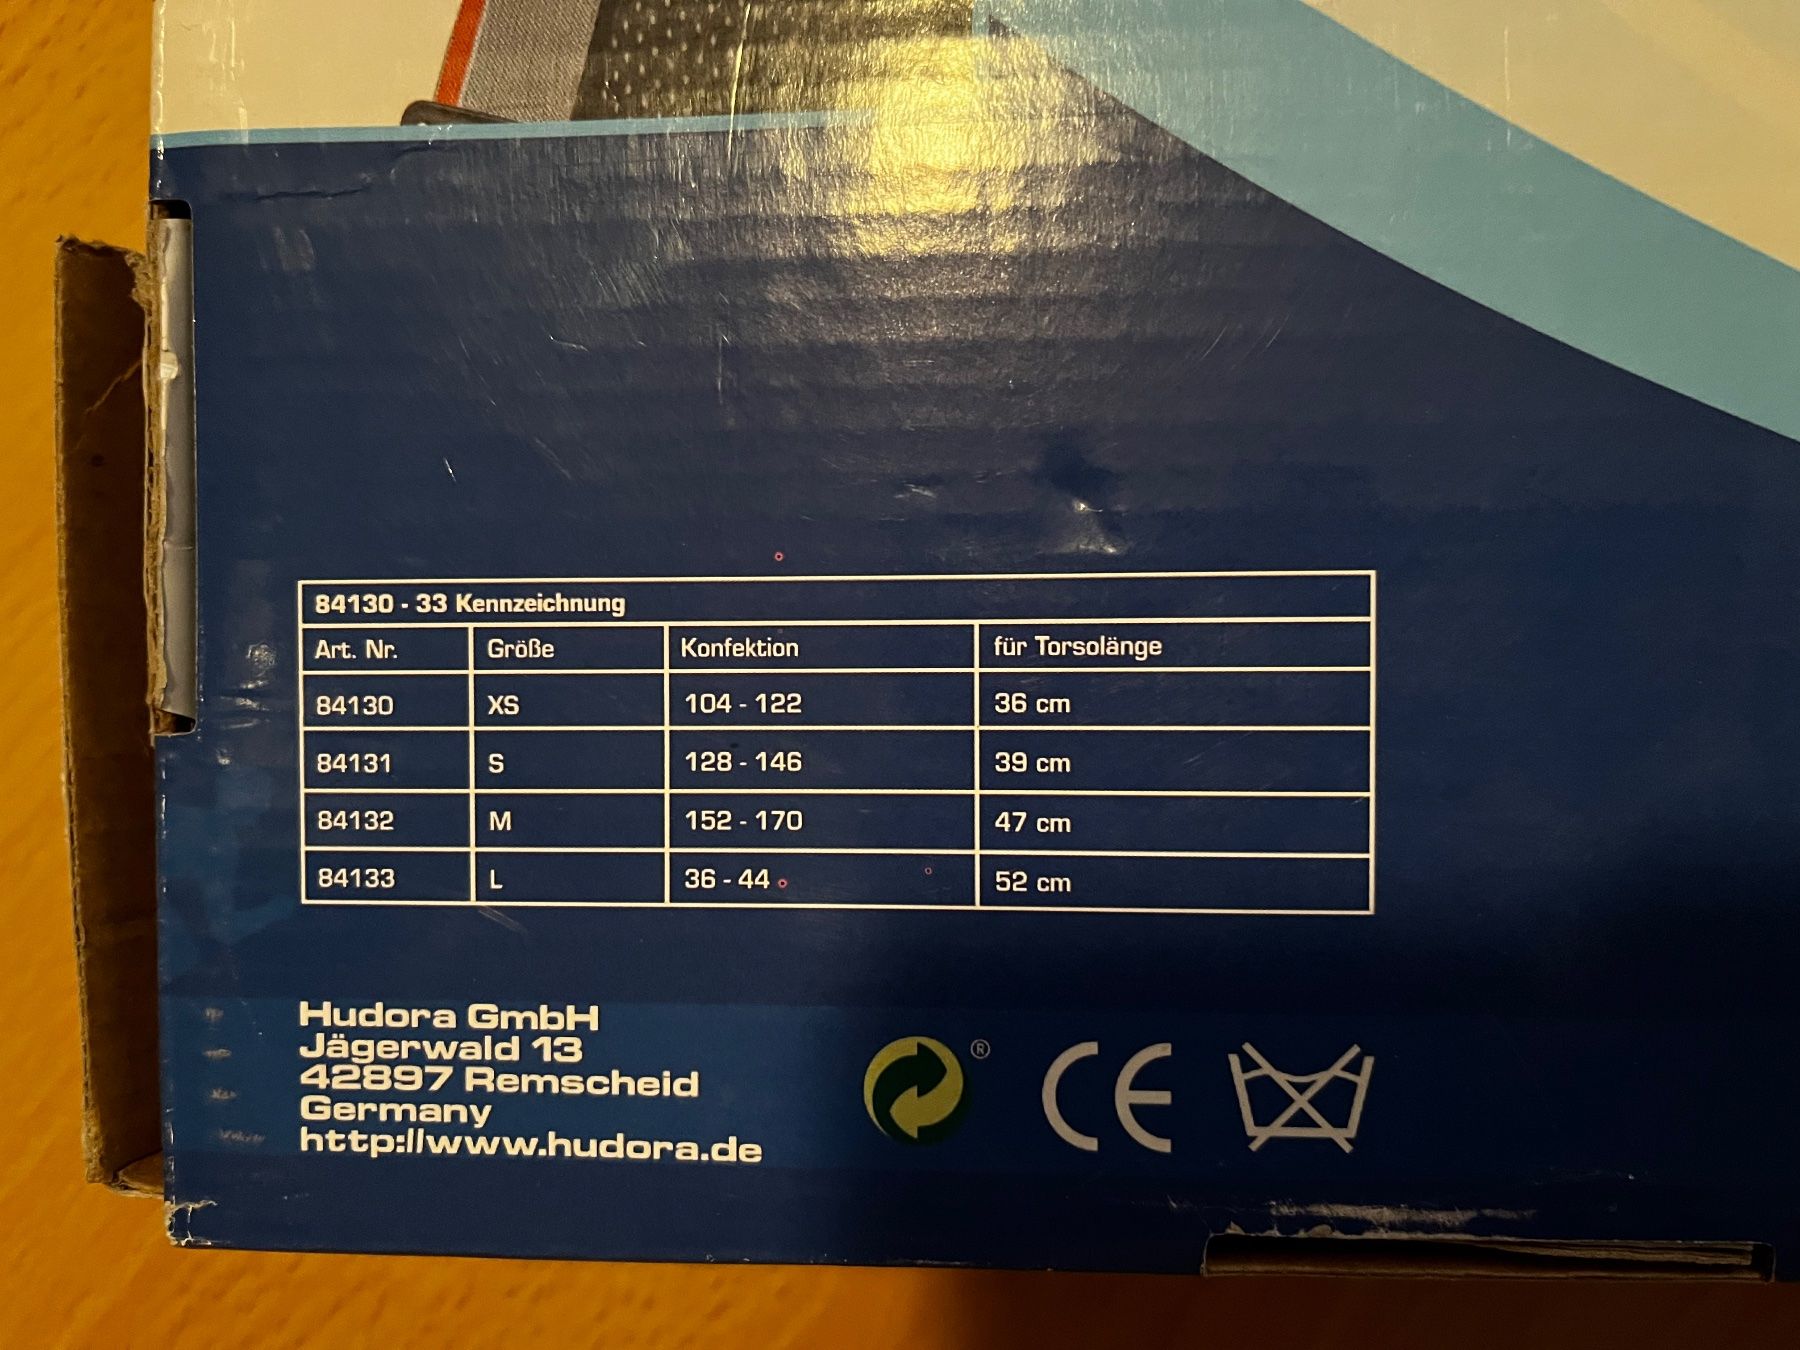 84130 - 33 Kennzeichnung
Art. Nr. Größe Konfektion für Torsolänge
84130 XS 104 - 122 36 cm
84131 S 128 - 146 39 cm
84132 M 152 - 170 47 cm
84133 L 36 - 44 52 cm
Hudora GmbH
Jägerwald 13
42897 Remscheid
Germany
http://www.hudora.de
®
CE